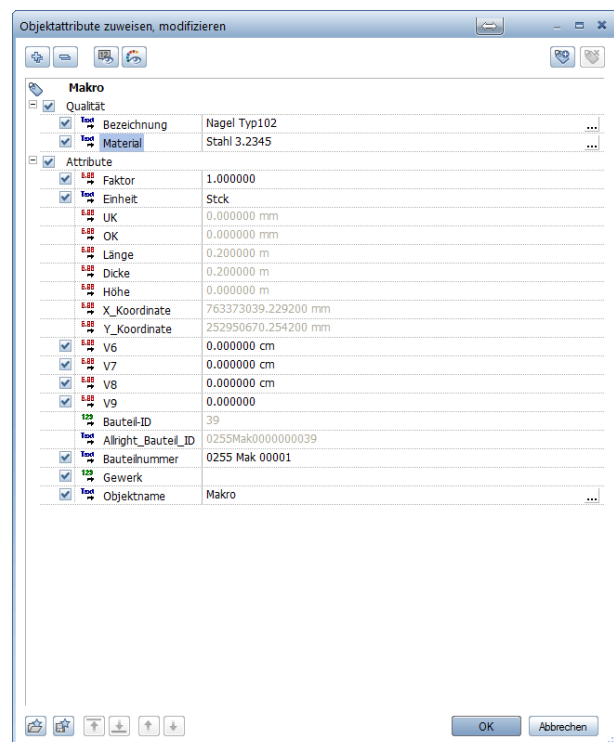 Objektattribute zuweisen, modifizieren
Makro
Qualität
Bezeichnung Nagel Typ102 ...
Material Stahl 3.2345 ...
Attribute
Faktor 1.000000
Einheit Stck
UK 0.000000 mm
OK 0.000000 mm
Länge 0.200000 m
Dicke 0.200000 m
Höhe 0.000000 m
X_Koordinate 763373039.229200 mm
Y_Koordinate 252950670.254200 mm
V6 0.000000 cm
V7 0.000000 cm
V8 0.000000 cm
V9 0.000000
Bauteil-ID 39
Allright_Bauteil_ID 0255Mak0000000039
Bauteilnummer 0255 Mak 00001
Gewerk
Objektname Makro ...
OK Abbrechen